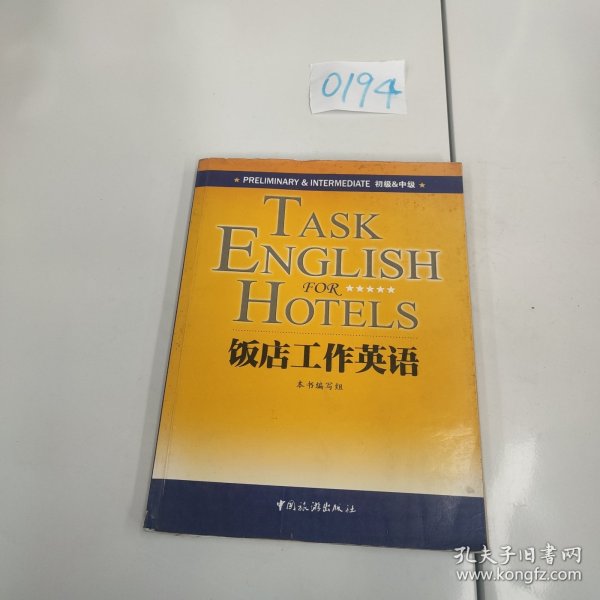 0194
★ PRELIMINARY & INTERMEDIATE 初级&中级 ★
TASK
ENGLISH
FOR ★★★★★
HOTELS
饭店工作英语
本书编写组
中国旅游出版社
孔夫子旧书网
www.kongfz.com